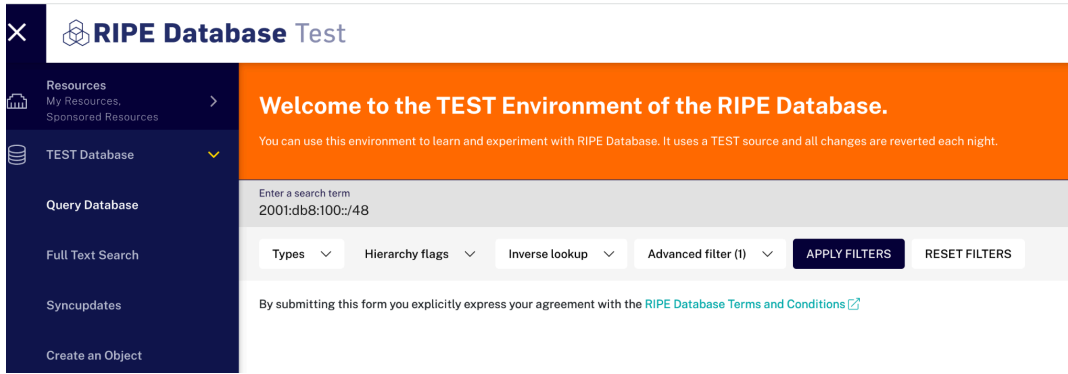 RIPE Database Test
Resources
My Resources,
Sponsored Resources
TEST Database
Query Database
Full Text Search
Syncupdates
Create an Object
Welcome to the TEST Environment of the RIPE Database.
You can use this environment to learn and experiment with RIPE Database. It uses a TEST source and all changes are reverted each night.
Enter a search term
2001:db8:100::/48
Types Hierarchy flags Inverse lookup Advanced filter (1) APPLY FILTERS RESET FILTERS
By submitting this form you explicitly express your agreement with the RIPE Database Terms and Conditions